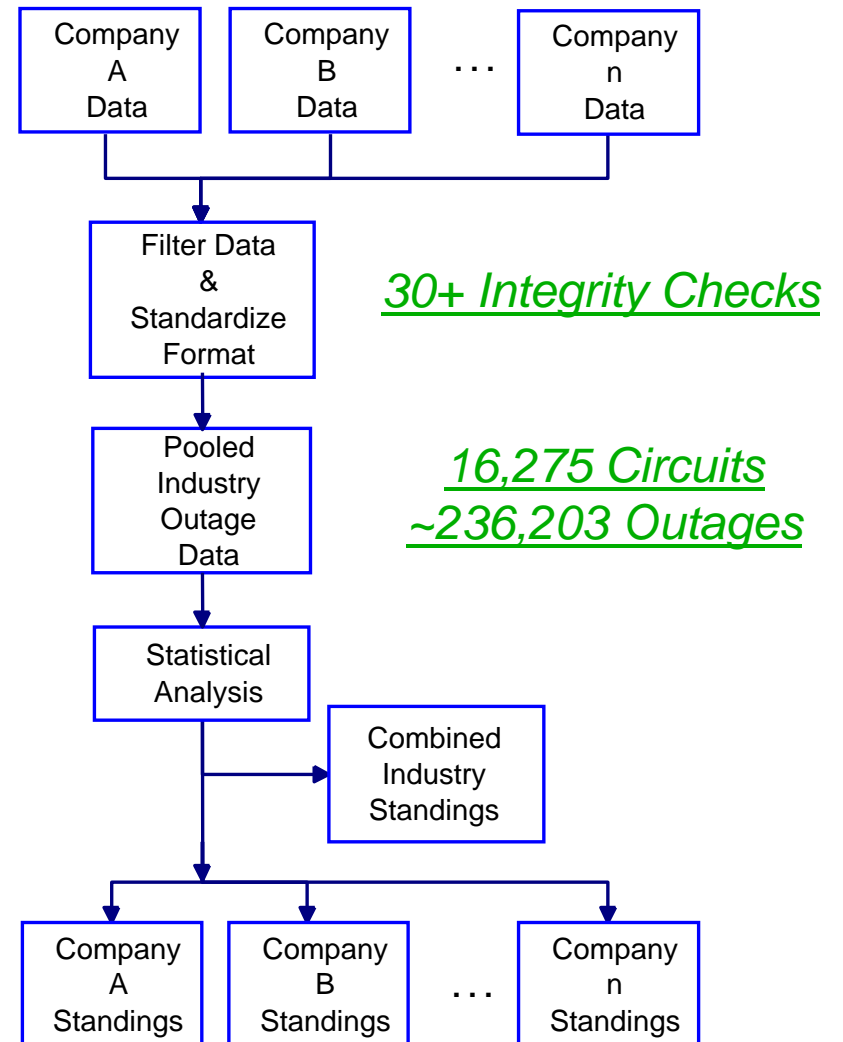 Company
A
Data
Company
B
Data
. . .
Company
n
Data
Filter Data
&
Standardize
Format
30+ Integrity Checks
Pooled
Industry
Outage
Data
16,275 Circuits
~236,203 Outages
Statistical
Analysis
Combined
Industry
Standings
Company
A
Standings
Company
B
Standings
. . .
Company
n
Standings